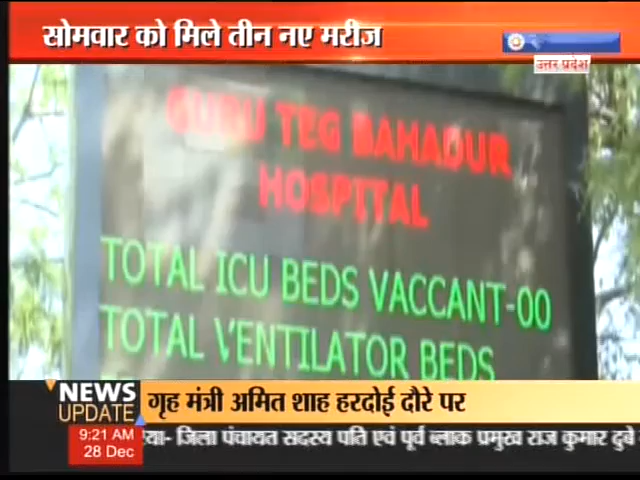 सोमवार को मिले तीन नए मरीज
उत्तर प्रदेश
GURU TEG BAHADUR
HOSPITAL
TOTAL ICU BEDS VACCANT-00
TOTAL VENTILATOR BEDS
NEWS
UPDATE
गृह मंत्री अमित शाह हरदोई दौरे पर
9:21 AM
28 Dec
जिला पंचायत सदस्य पति एवं पूर्व ब्लाक प्रमुख राज कुमार दुबे